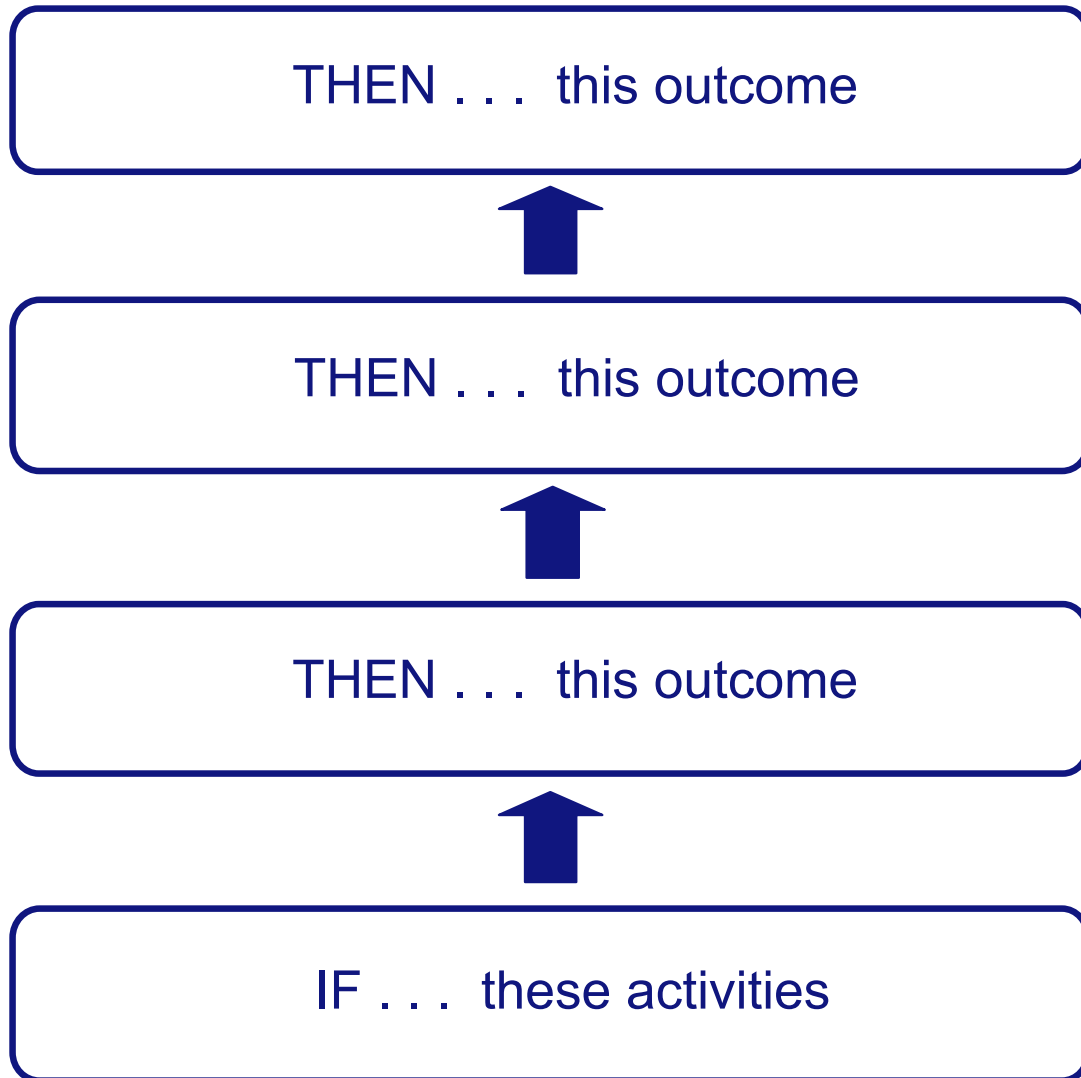 THEN . . . this outcome
THEN . . . this outcome
THEN . . . this outcome
IF . . . these activities